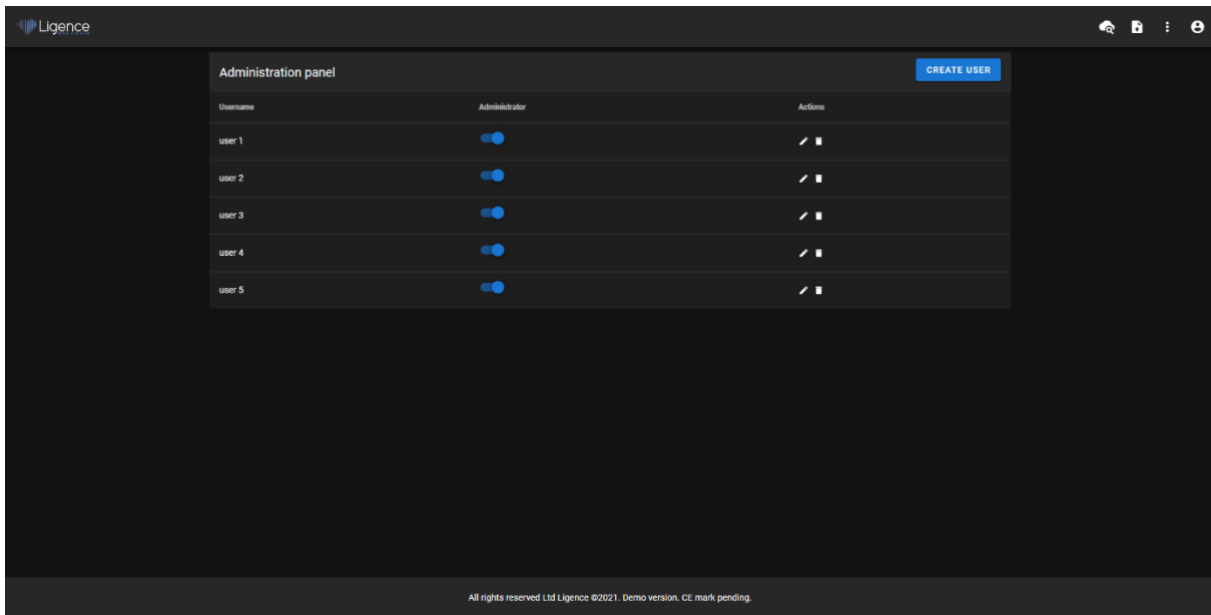 Ligence
Administration panel
CREATE USER
Username Administrator Actions
user 1
user 2
user 3
user 4
user 5
All rights reserved Ltd Ligence ©2021. Demo version. CE mark pending.